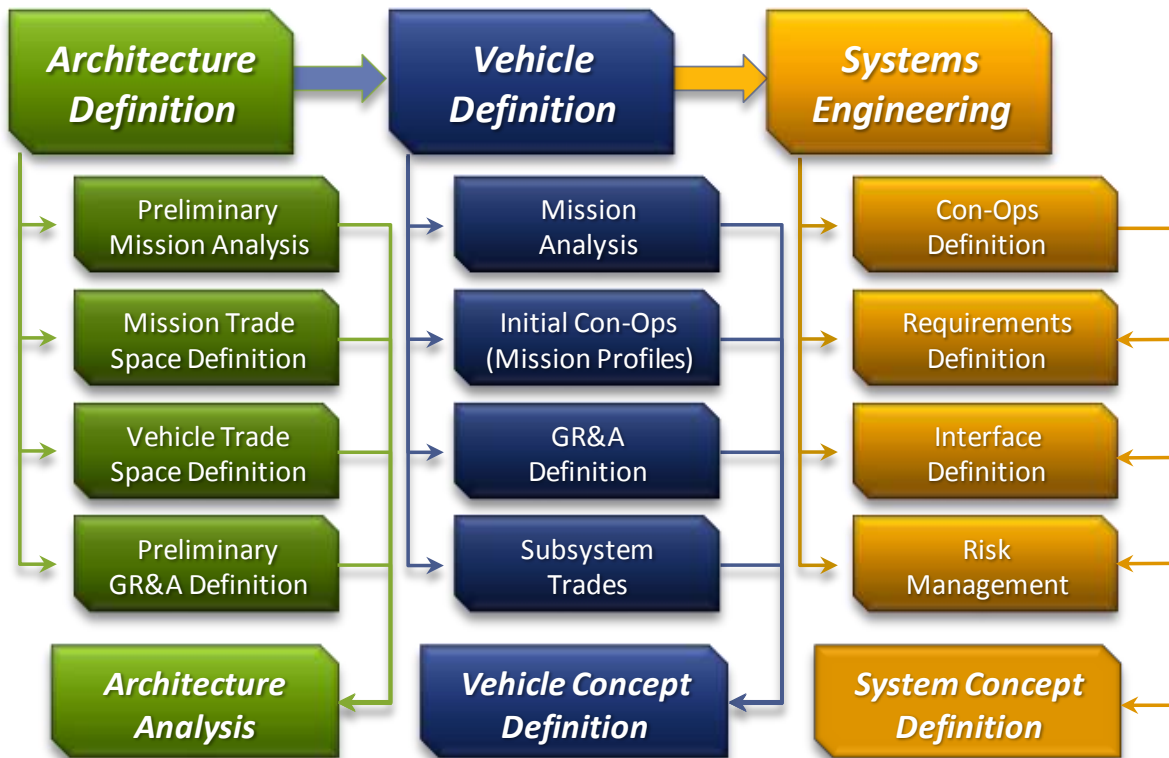 Architecture
Definition
Vehicle
Definition
Systems
Engineering
Preliminary
Mission Analysis
Mission Trade
Space Definition
Vehicle Trade
Space Definition
Preliminary
GR&A Definition
Architecture
Analysis
Mission
Analysis
Initial Con-Ops
(Mission Profiles)
GR&A
Definition
Subsystem
Trades
Vehicle Concept
Definition
Con-Ops
Definition
Requirements
Definition
Interface
Definition
Risk
Management
System Concept
Definition